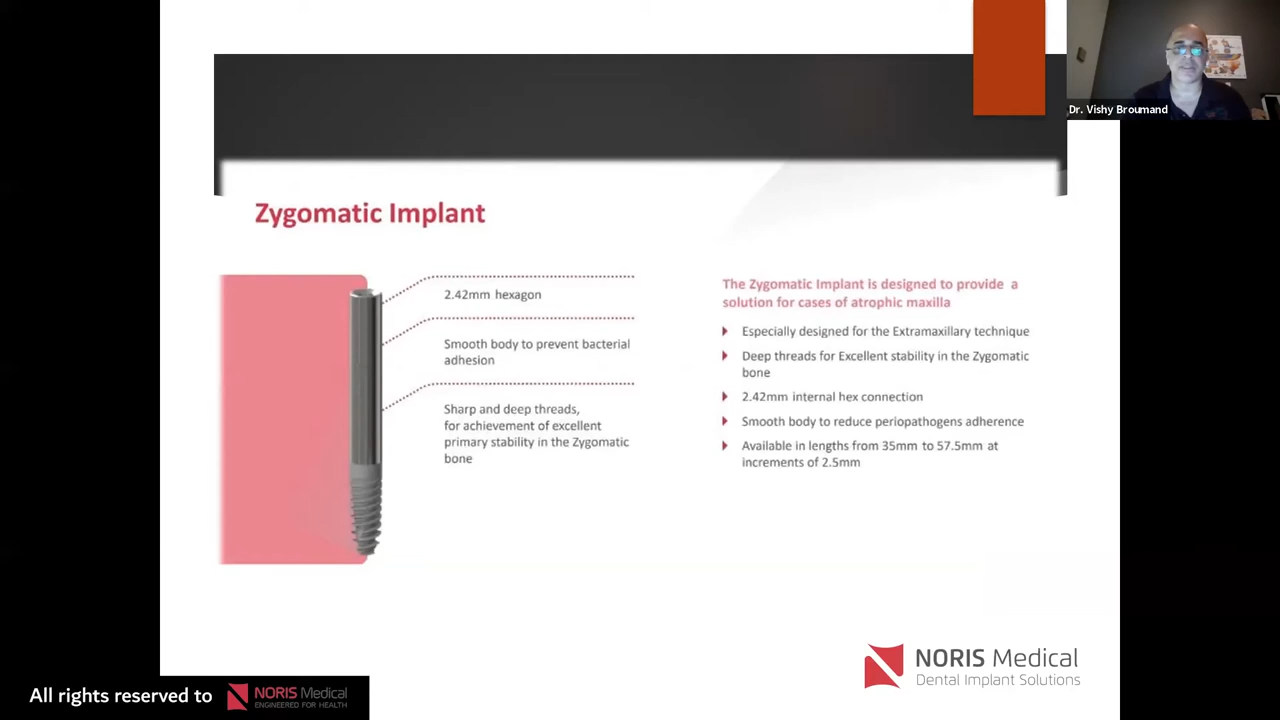 Dr. Vishy Broumand
Zygomatic Implant
2.42mm hexagon
Smooth body to prevent bacterial
adhesion
Sharp and deep threads,
for achievement of excellent
primary stability in the Zygomatic
bone
The Zygomatic Implant is designed to provide a
solution for cases of atrophic maxilla
Especially designed for the Extramaxillary technique
Deep threads for Excellent stability in the Zygomatic
bone
2.42mm internal hex connection
Smooth body to reduce periopathogens adherence
Available in lengths from 35mm to 57.5mm at
increments of 2.5mm
NORIS Medical
Dental Implant Solutions
All rights reserved to
NORIS Medical
ENGINEERED FOR HEALTH